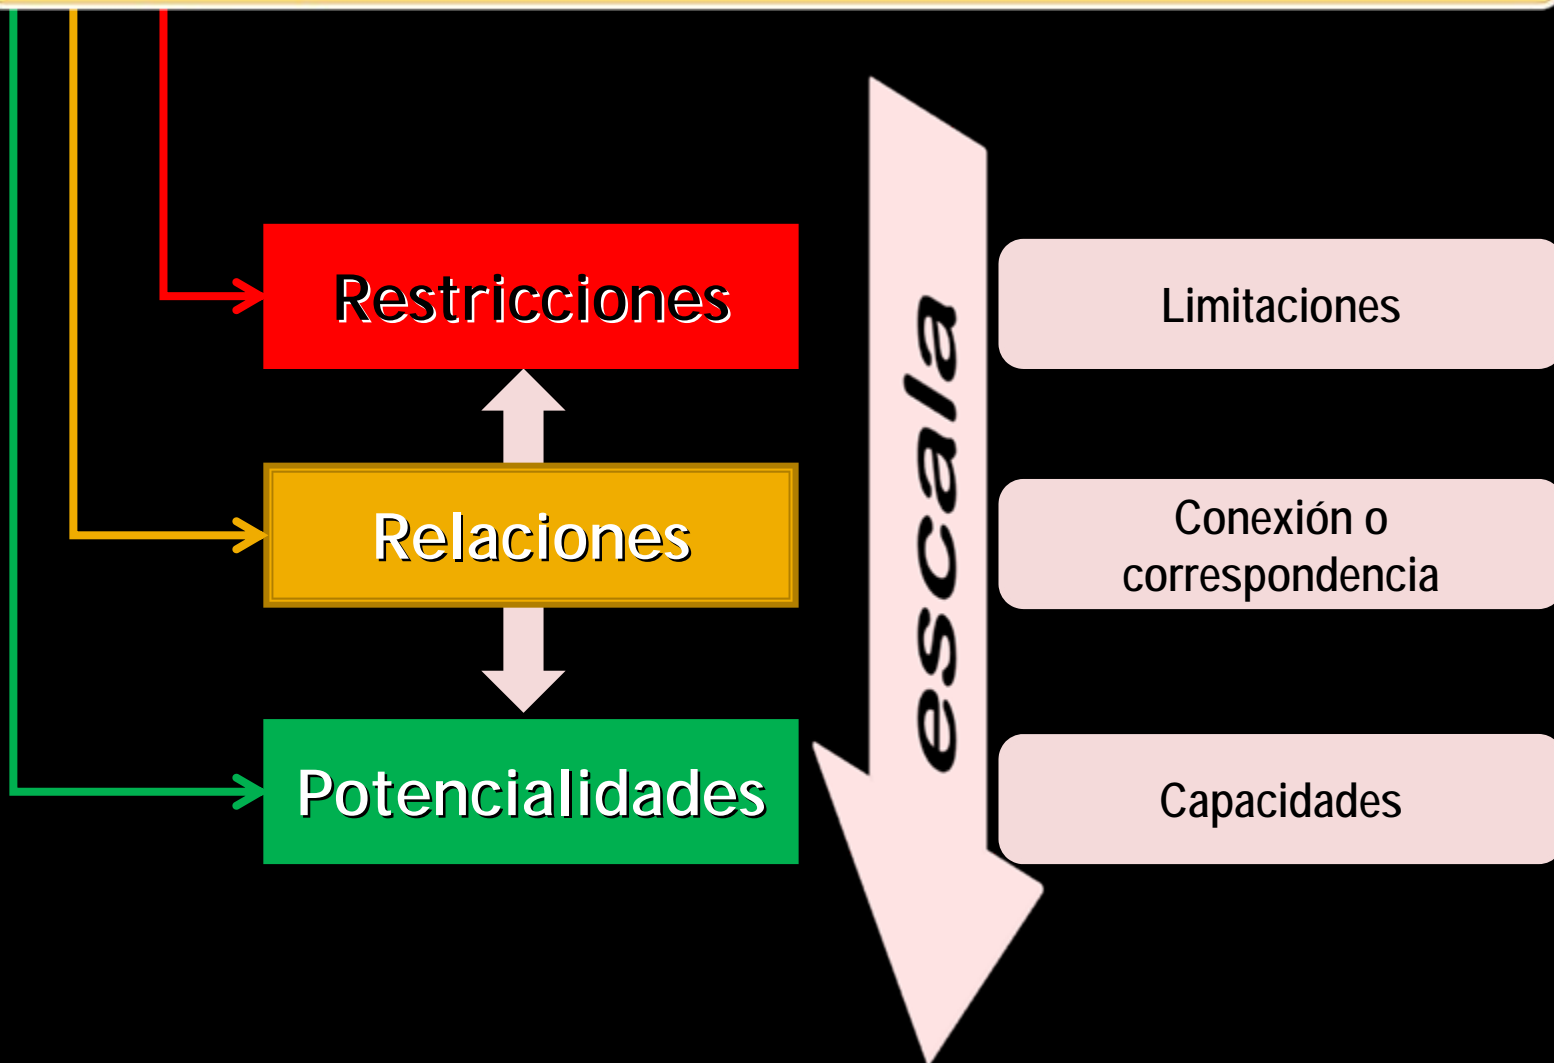 Restricciones
Limitaciones
escala
Relaciones
Conexión o
correspondencia
Potencialidades
Capacidades